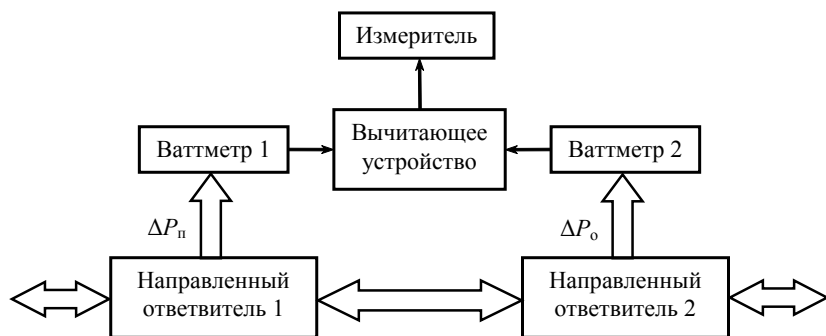 Измеритель
Вычитающее
устройство
Ваттметр 1
Ваттметр 2
ΔPп
ΔPо
Направленный
ответвитель 1
Направленный
ответвитель 2